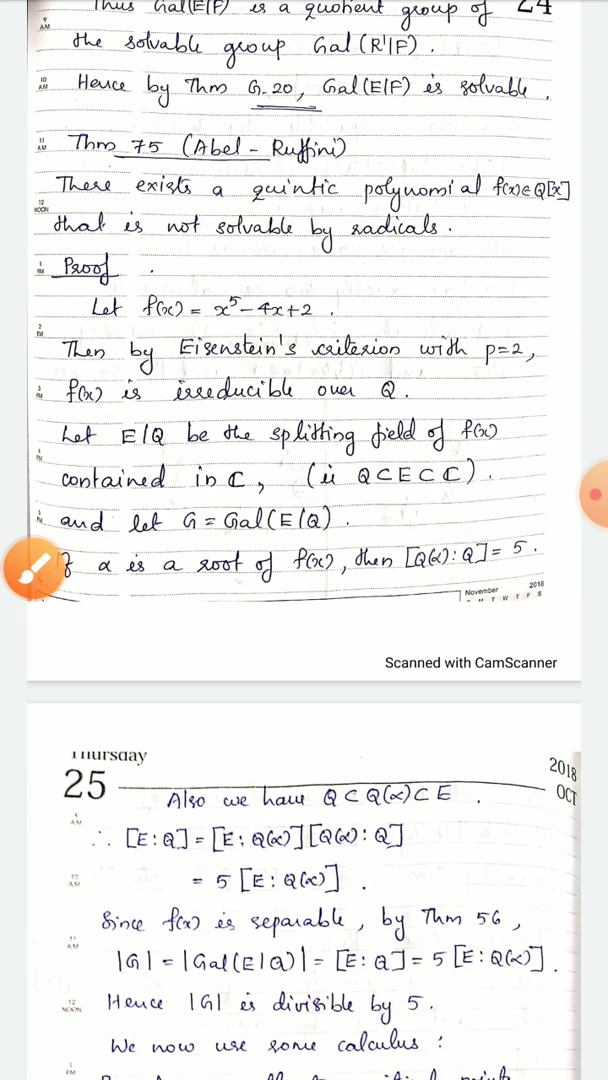 Thus Gal(E/F) is a quotient group of 24
the solvable group Gal(R'/F).
Hence by Thm G.20, Gal(E/F) is solvable.
Thm 75 (Abel-Ruffini)
There exists a quintic polynomial f(x)∈Q[x]
that is not solvable by radicals.
Proof
Let f(x) = x⁵-4x+2.
Then by Eisenstein's criterion with p=2,
f(x) is irreducible over Q.
Let E/Q be the splitting field of f(x)
contained in C, (ie Q⊂E⊂C).
and let G = Gal(E/Q).
If α is a root of f(x), then [Q(α):Q] = 5.
November 2018
Scanned with CamScanner
Thursday
25
2018
OCT
Also we have Q⊂Q(α)⊂E.
∴ [E:Q] = [E:Q(α)][Q(α):Q]
= 5 [E:Q(α)].
Since f(x) is separable, by Thm 56,
|G| = |Gal(E/Q)| = [E:Q] = 5 [E:Q(α)].
Hence |G| is divisible by 5.
We now use some calculus: